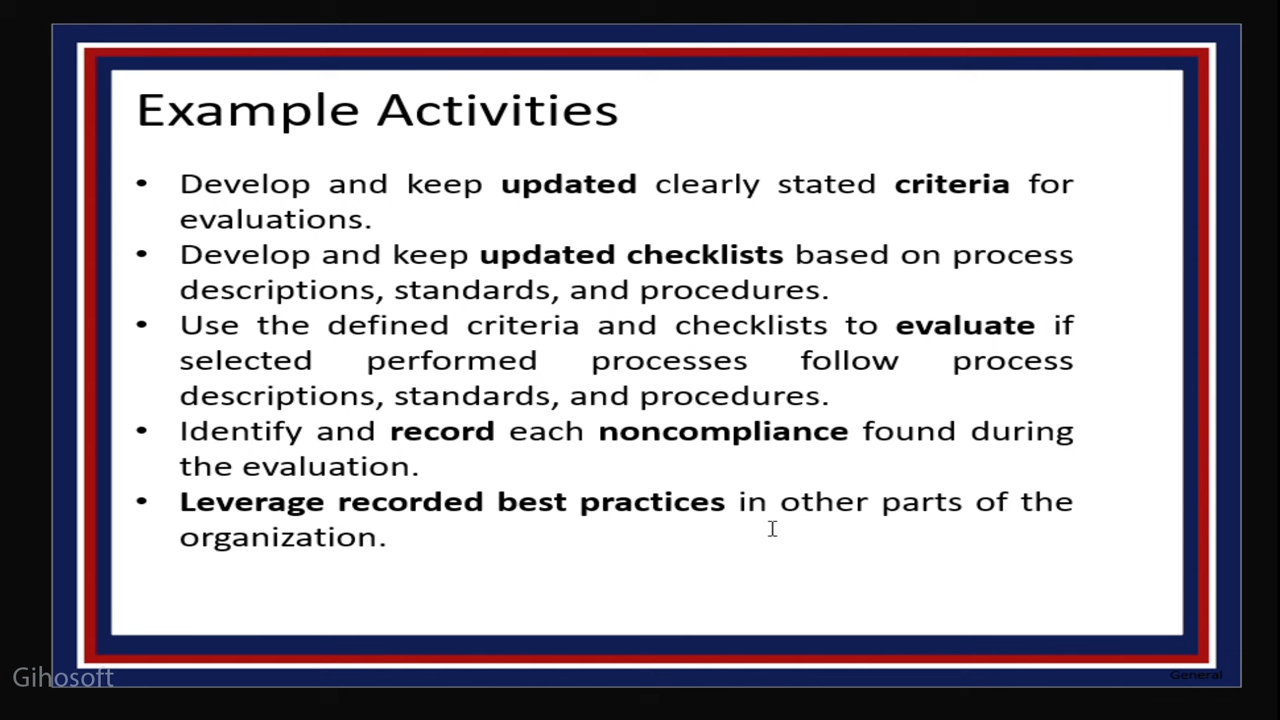 Example Activities
• Develop and keep updated clearly stated criteria for
evaluations.
• Develop and keep updated checklists based on process
descriptions, standards, and procedures.
• Use the defined criteria and checklists to evaluate if
selected performed processes follow process
descriptions, standards, and procedures.
• Identify and record each noncompliance found during
the evaluation.
• Leverage recorded best practices in other parts of the
organization.
Gihosoft
General